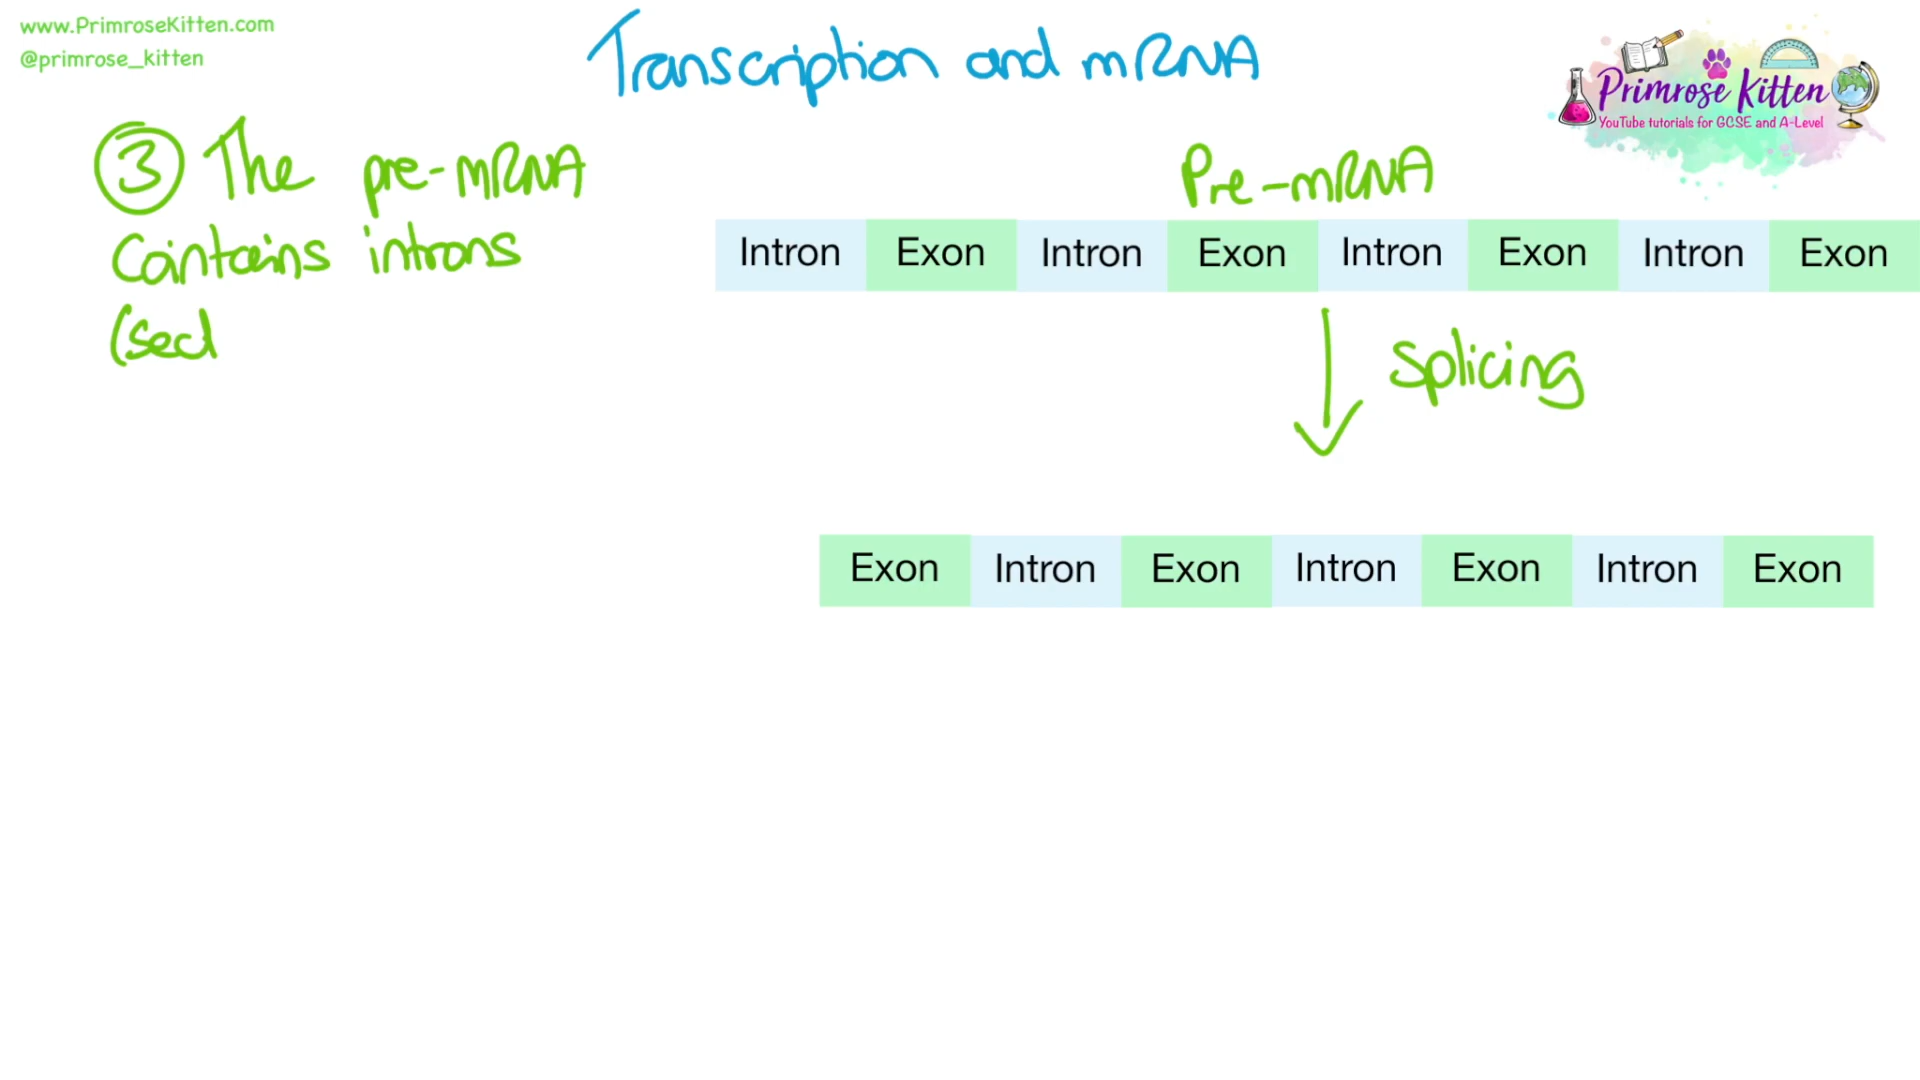 www.PrimroseKitten.com
@primrose_kitten
Transcription and mRNA
Primrose Kitten
YouTube tutorials for GCSE and A-Level
③ The pre-mRNA
Contains introns
(sect
Pre-mRNA
Intron Exon Intron Exon Intron Exon Intron Exon
Splicing
Exon Intron Exon Intron Exon Intron Exon